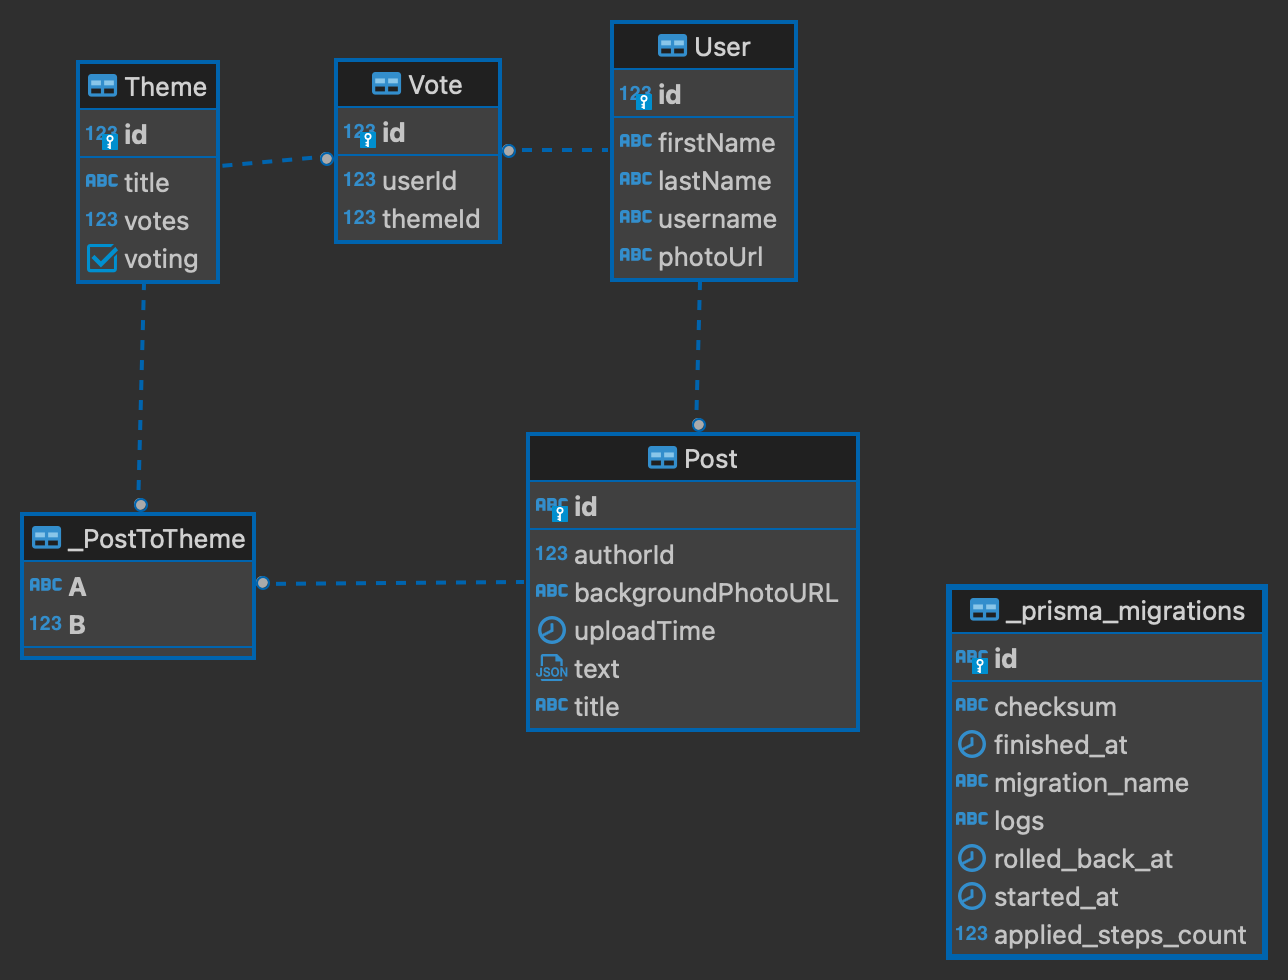 Theme
123 id
ABC title
123 votes
voting
Vote
123 id
123 userId
123 themeId
User
123 id
ABC firstName
ABC lastName
ABC username
ABC photoUrl
_PostToTheme
ABC A
123 B
Post
ABC id
123 authorId
ABC backgroundPhotoURL
uploadTime
JSON text
ABC title
_prisma_migrations
ABC id
ABC checksum
finished_at
ABC migration_name
ABC logs
rolled_back_at
started_at
123 applied_steps_count